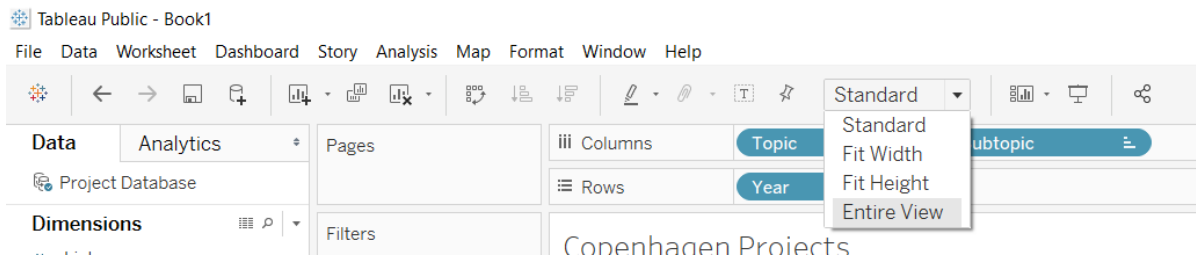 Tableau Public - Book1
File Data Worksheet Dashboard Story Analysis Map Format Window Help
T Standard
Data Analytics
Pages
Columns Topic
Standard
Fit Width
Fit Height
Entire View
ubtopic
Project Database
Rows Year
Dimensions
Filters
Copenhagen Projects